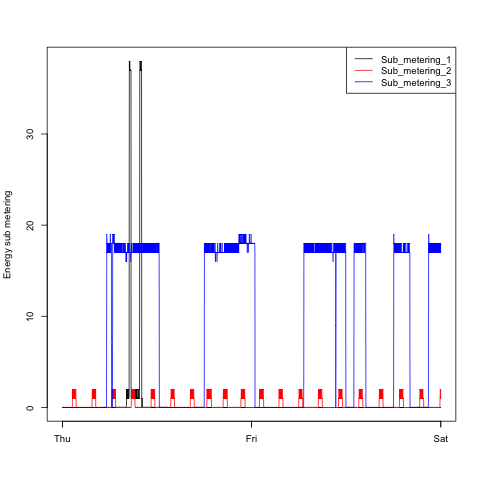 Sub_metering_1
Sub_metering_2
Sub_metering_3
Energy sub metering
30
20
10
0
Thu Fri Sat